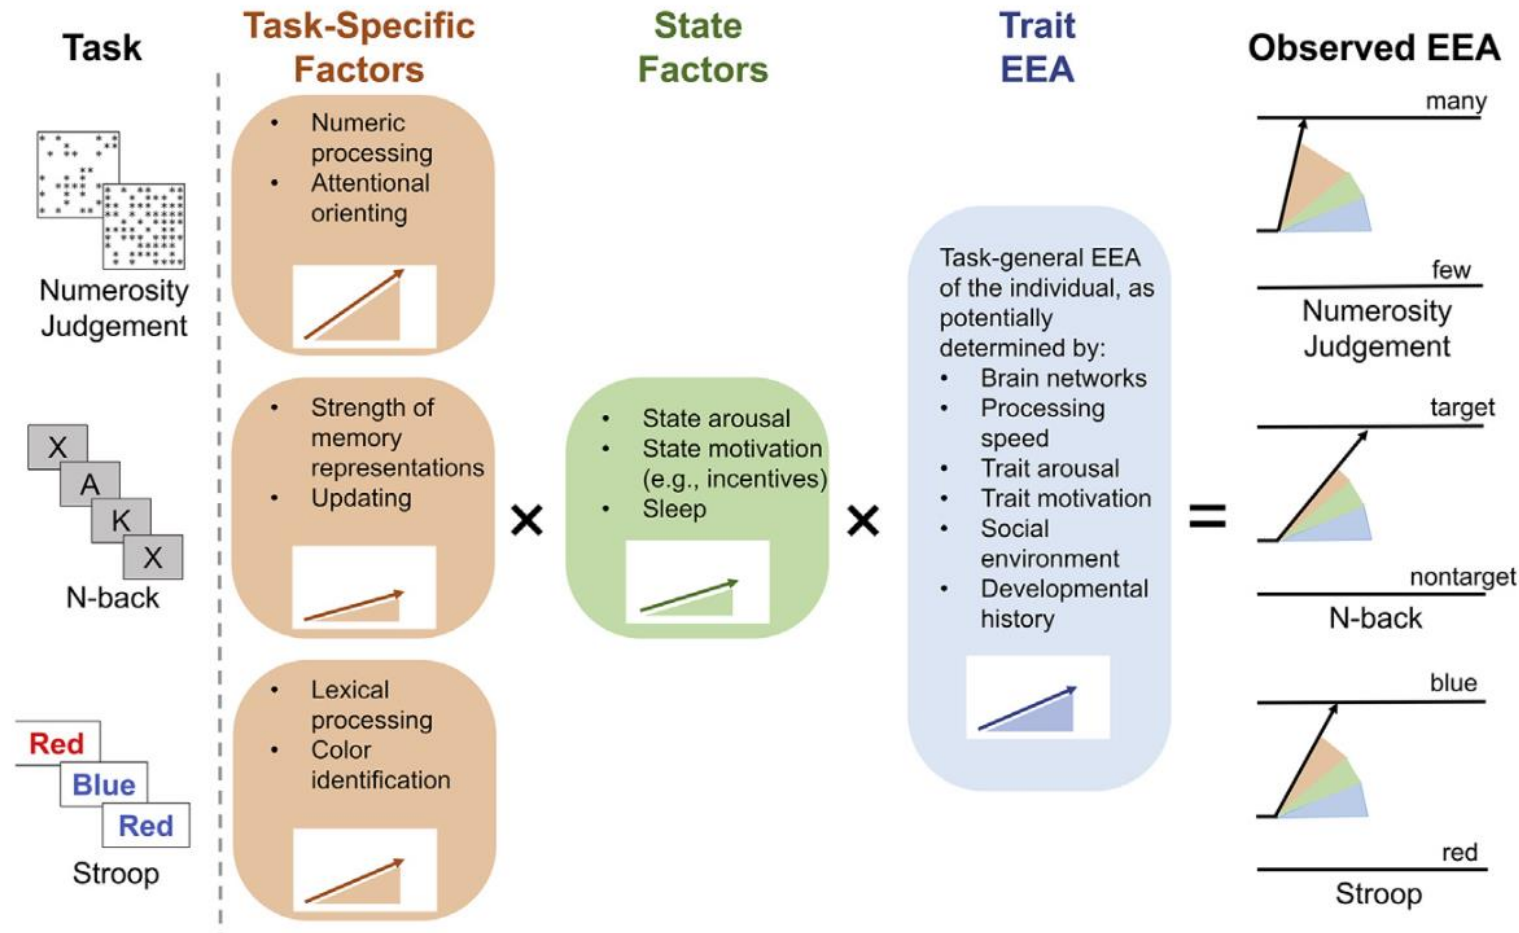 Task
Task-Specific
Factors
State
Factors
Trait
EEA
Observed EEA
Numerosity
Judgement
• Numeric
processing
• Attentional
orienting
many
few
Numerosity
Judgement
X
A
K
X
N-back
• Strength of
memory
representations
• Updating
×
• State arousal
• State motivation
(e.g., incentives)
• Sleep
×
Task-general EEA
of the individual, as
potentially
determined by:
• Brain networks
• Processing
speed
• Trait arousal
• Trait motivation
• Social
environment
• Developmental
history
=
target
nontarget
N-back
Red
Blue
Red
Stroop
• Lexical
processing
• Color
identification
blue
red
Stroop